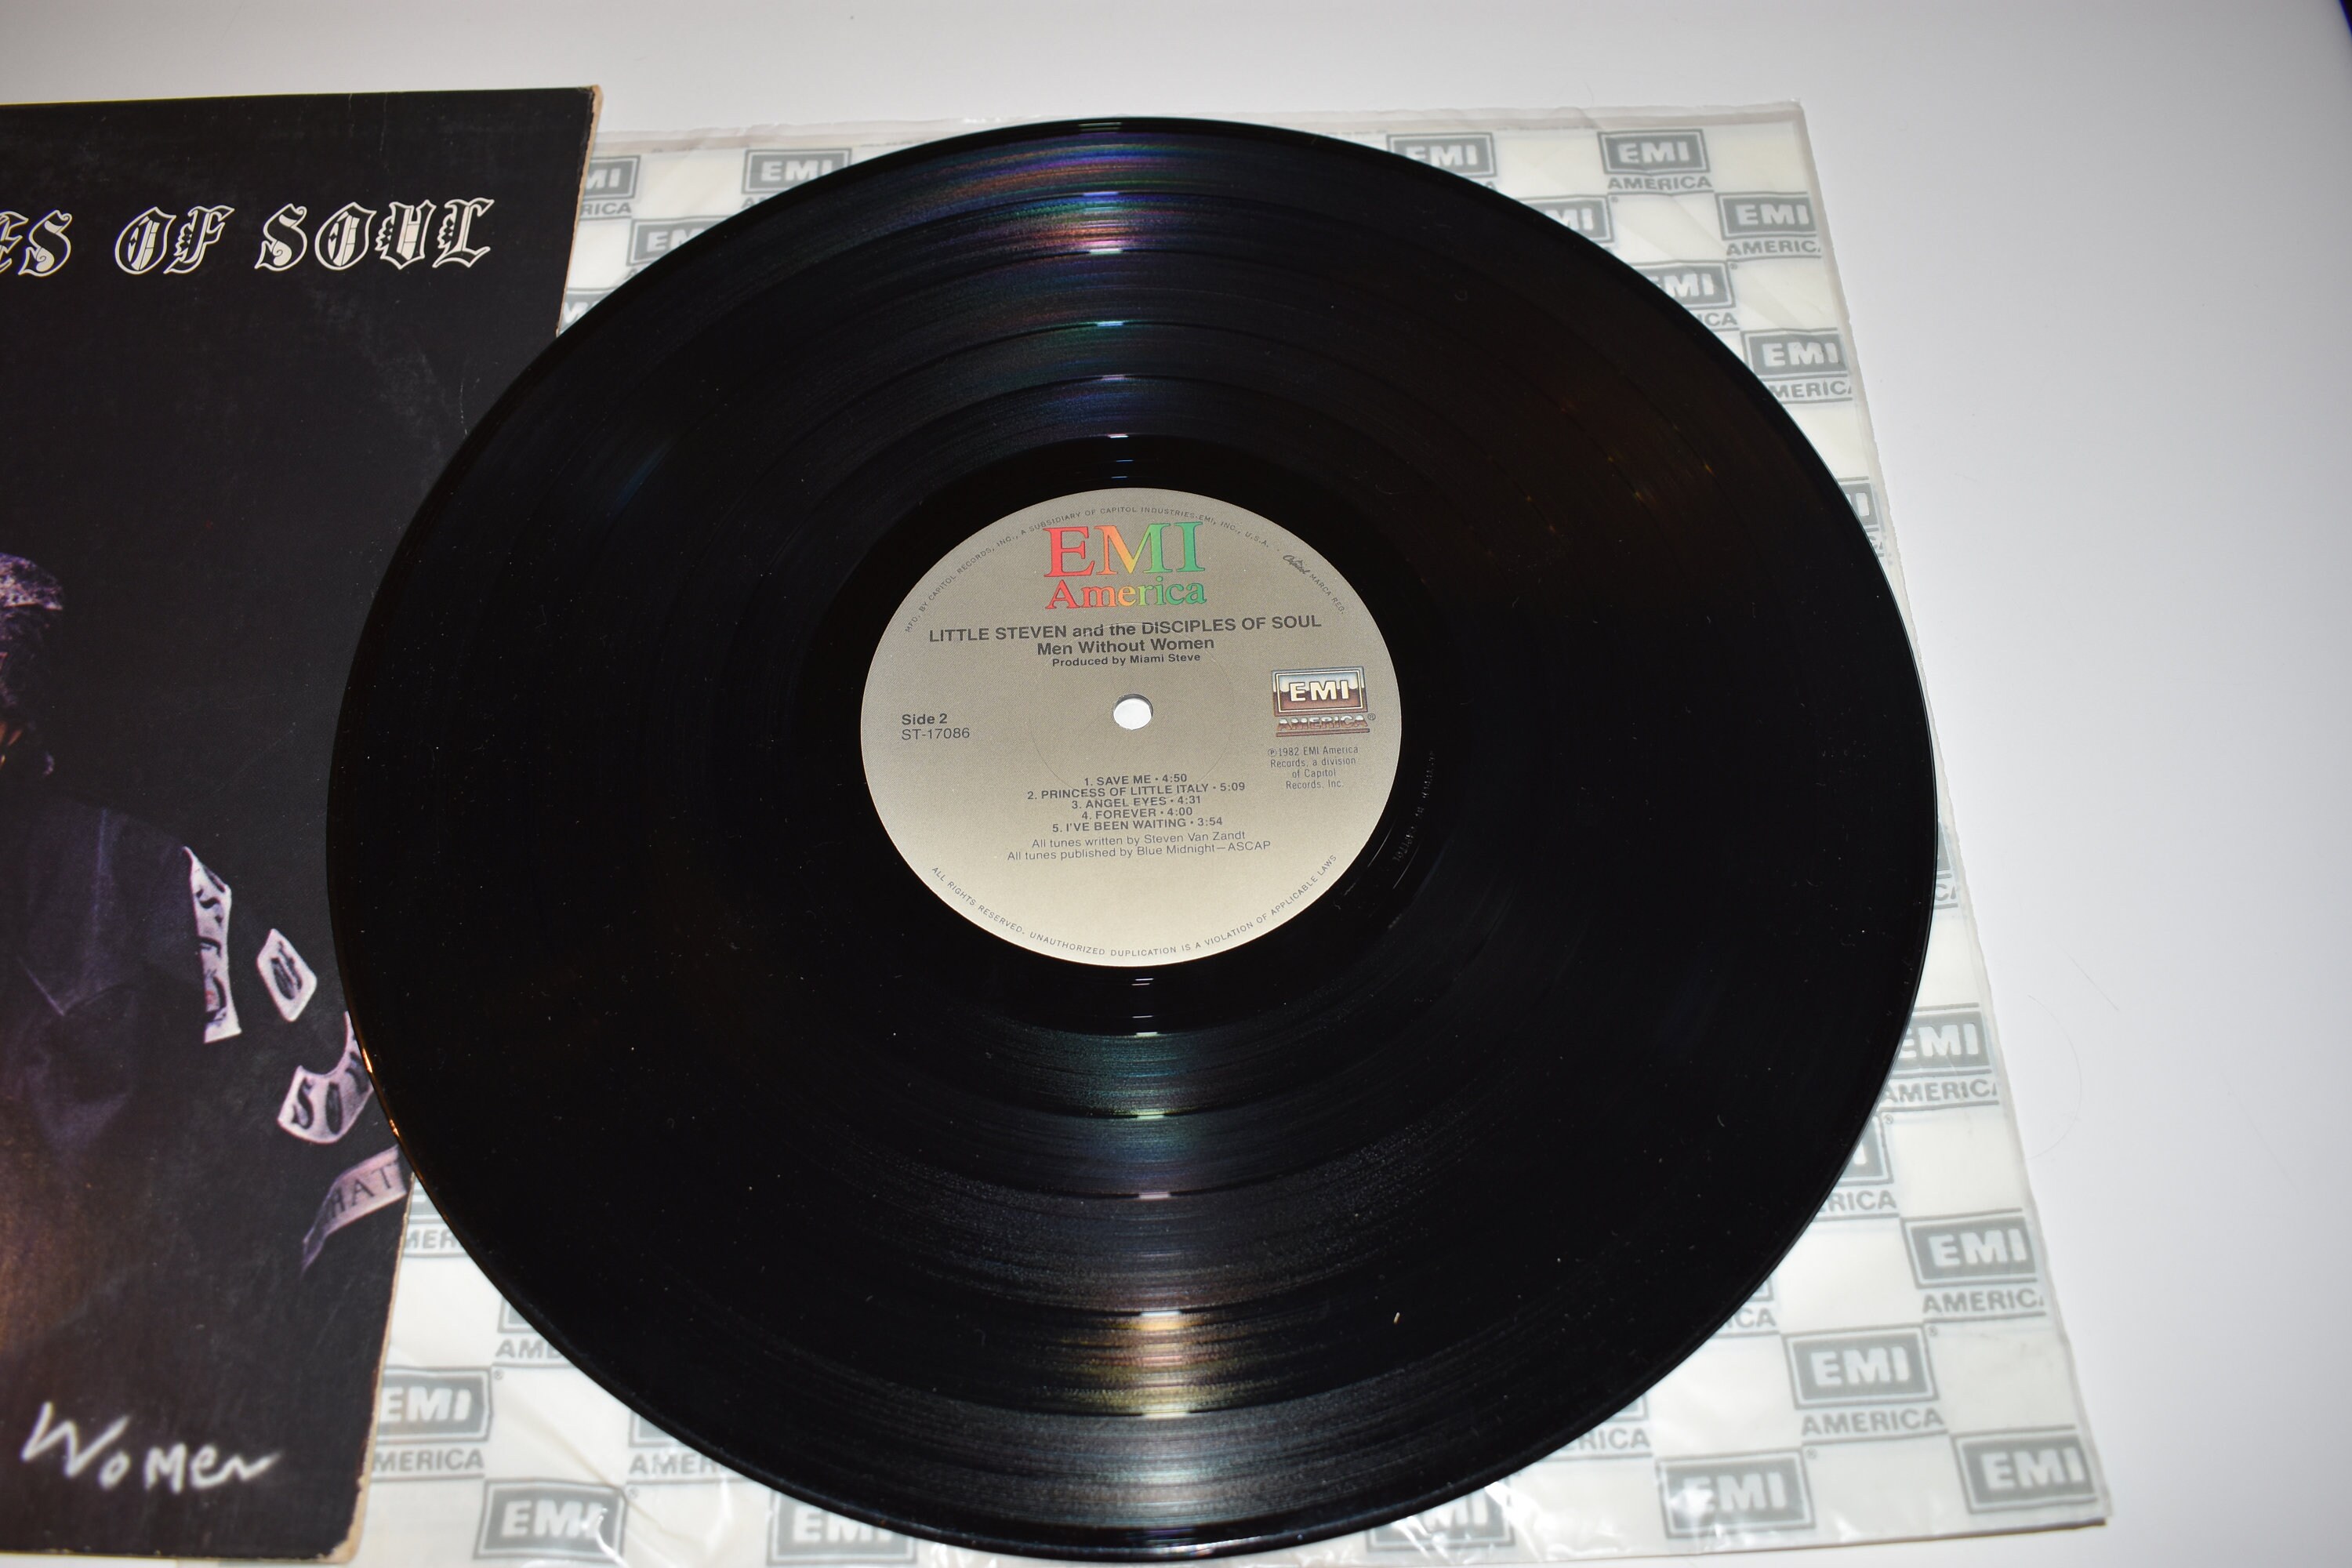 ES OF SOUL
Women
EMI
AMERICA
MFD. BY CAPITOL RECORDS, INC., A SUBSIDIARY OF CAPITOL INDUSTRIES-EMI, INC., U.S.A. · Capitol MARCA REG.
EMI
America
LITTLE STEVEN and the DISCIPLES OF SOUL
Men Without Women
Produced by Miami Steve
EMI
AMERICA®
Side 2
ST-17086
℗1982 EMI America
Records, a division
of Capitol
Records, Inc.
1. SAVE ME • 4:50
2. PRINCESS OF LITTLE ITALY • 5:09
3. ANGEL EYES • 4:31
4. FOREVER • 4:00
5. I'VE BEEN WAITING • 3:54
All tunes written by Steven Van Zandt
All tunes published by Blue Midnight—ASCAP
ALL RIGHTS RESERVED. UNAUTHORIZED DUPLICATION IS A VIOLATION OF APPLICABLE LAWS